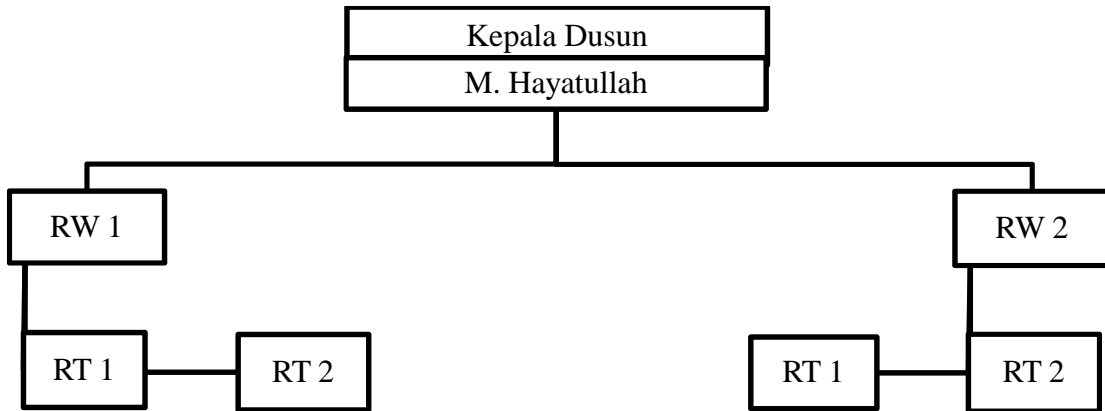 Kepala Dusun
M. Hayatullah
RW 1
RW 2
RT 1
RT 2
RT 1
RT 2